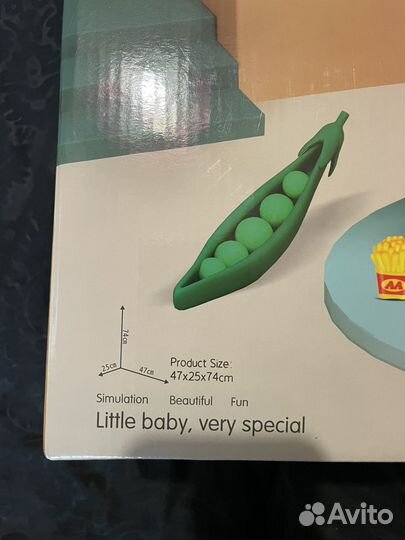 74cm
25cm
47cm
Product Size:
47x25x74cm
Simulation Beautiful Fun
Little baby, very special
Avito